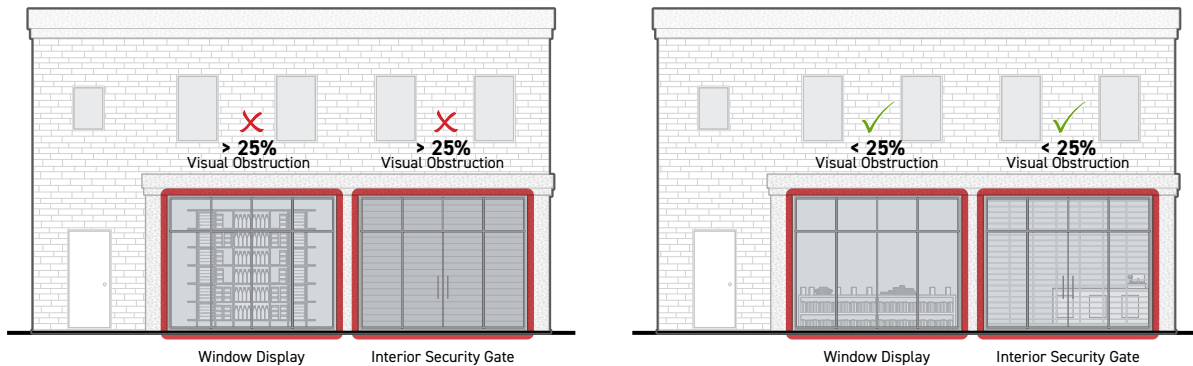 > 25%
Visual Obstruction
> 25%
Visual Obstruction
Window Display
Interior Security Gate
< 25%
Visual Obstruction
< 25%
Visual Obstruction
Window Display
Interior Security Gate